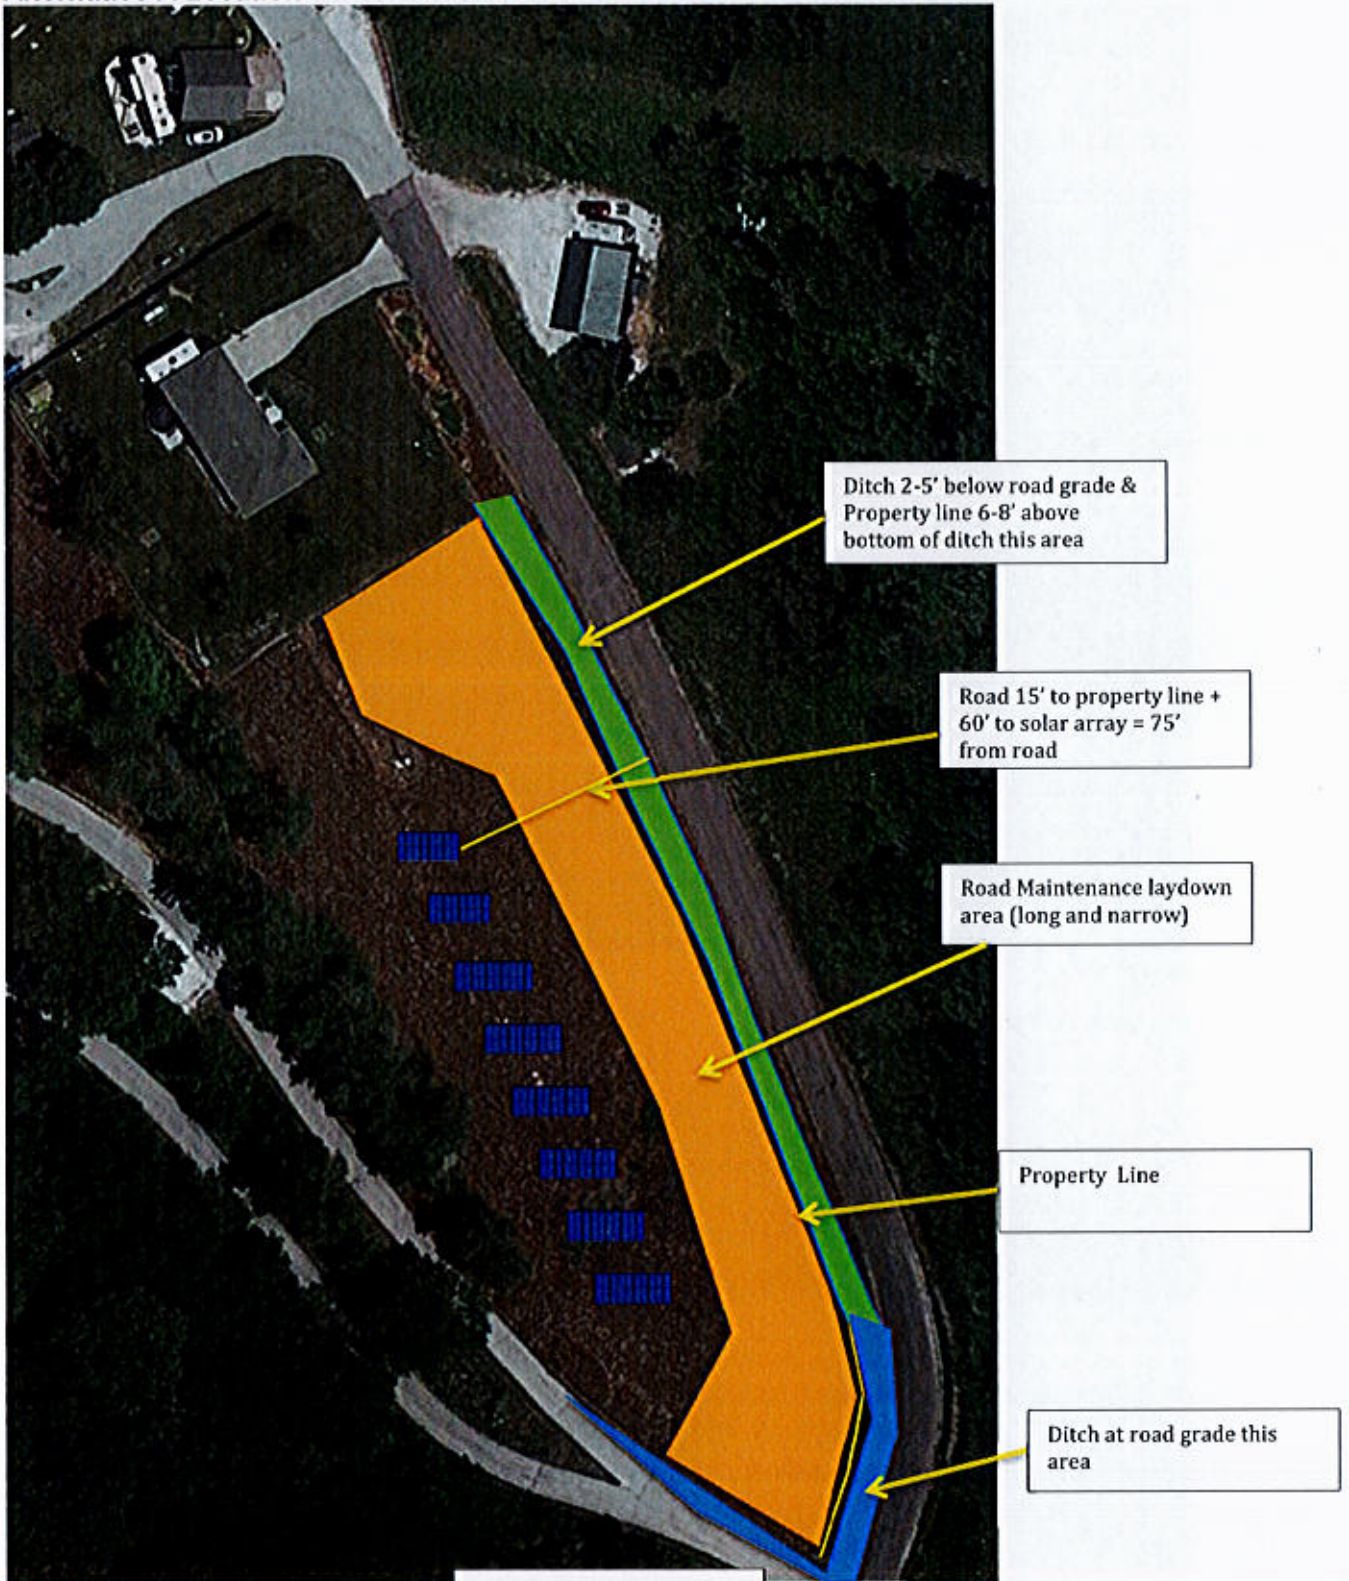 Ditch 2-5' below road grade &
Property line 6-8' above
bottom of ditch this area
Road 15' to property line +
60' to solar array = 75'
from road
Road Maintenance laydown
area (long and narrow)
Property Line
Ditch at road grade this
area